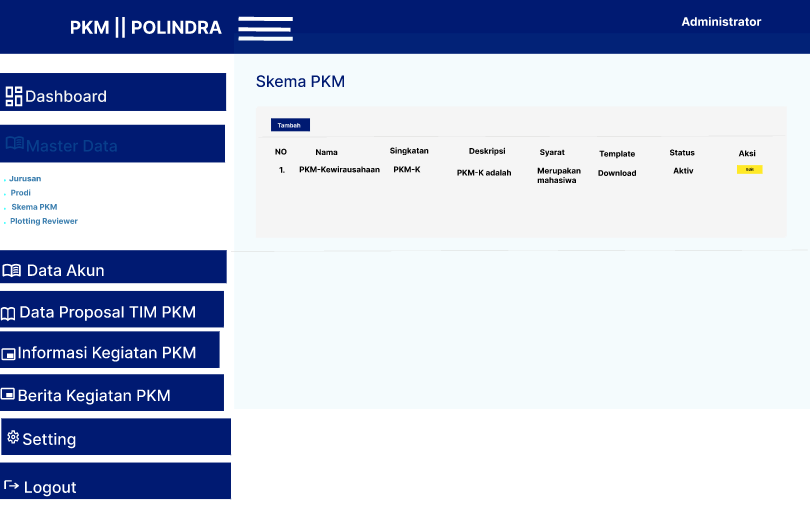 PKM || POLINDRA
Administrator
Dashboard
Master Data
Jurusan
Prodi
Skema PKM
Plotting Reviewer
Data Akun
Data Proposal TIM PKM
Informasi Kegiatan PKM
Berita Kegiatan PKM
Setting
Logout
Skema PKM
Tambah
NO Nama Singkatan Deskripsi Syarat Template Status Aksi
1. PKM-Kewirausahaan PKM-K PKM-K adalah Merupakan Download Aktiv
mahasiwa